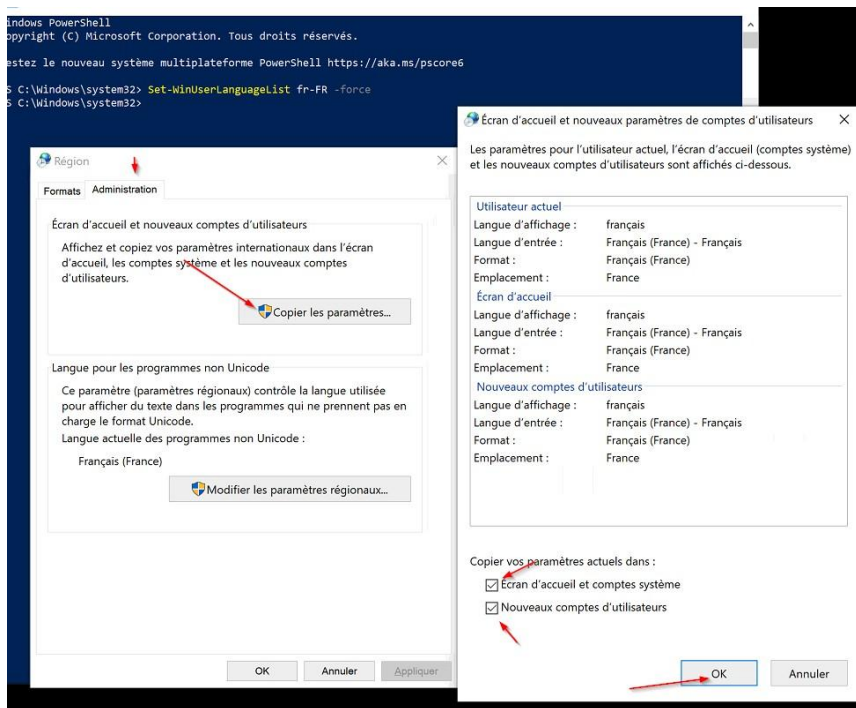 indows PowerShell
opyright (C) Microsoft Corporation. Tous droits réservés.
estez le nouveau système multiplateforme PowerShell https://aka.ms/pscore6
S C:\Windows\system32> Set-WinUserLanguageList fr-FR -force
S C:\Windows\system32>
Région
Formats Administration
Écran d'accueil et nouveaux comptes d'utilisateurs
Affichez et copiez vos paramètres internationaux dans l'écran
d'accueil, les comptes système et les nouveaux comptes
d'utilisateurs.
Copier les paramètres...
Langue pour les programmes non Unicode
Ce paramètre (paramètres régionaux) contrôle la langue utilisée
pour afficher du texte dans les programmes qui ne prennent pas en
charge le format Unicode.
Langue actuelle des programmes non Unicode :
Français (France)
Modifier les paramètres régionaux...
OK Annuler Appliquer
Écran d'accueil et nouveaux paramètres de comptes d'utilisateurs
Les paramètres pour l'utilisateur actuel, l'écran d'accueil (comptes système)
et les nouveaux comptes d'utilisateurs sont affichés ci-dessous.
Utilisateur actuel
Langue d'affichage : français
Langue d'entrée : Français (France) - Français
Format : Français (France)
Emplacement : France
Écran d'accueil
Langue d'affichage : français
Langue d'entrée : Français (France) - Français
Format : Français (France)
Emplacement : France
Nouveaux comptes d'utilisateurs
Langue d'affichage : français
Langue d'entrée : Français (France) - Français
Format : Français (France)
Emplacement : France
Copier vos paramètres actuels dans :
Écran d'accueil et comptes système
Nouveaux comptes d'utilisateurs
OK Annuler